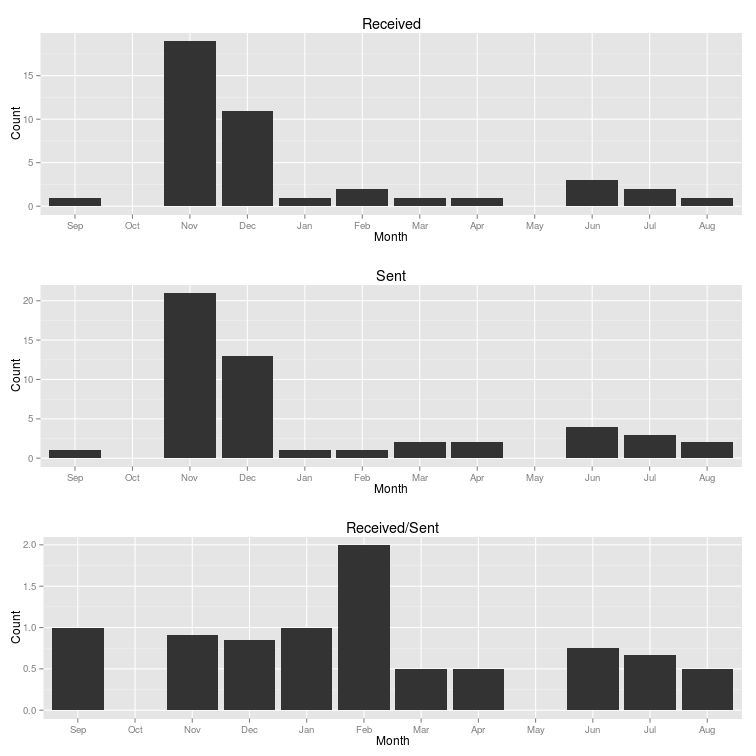 Received
Count
15
10
5
0
Sep Oct Nov Dec Jan Feb Mar Apr May Jun Jul Aug
Month
Sent
Count
20
15
10
5
0
Sep Oct Nov Dec Jan Feb Mar Apr May Jun Jul Aug
Month
Received/Sent
Count
2.0
1.5
1.0
0.5
0.0
Sep Oct Nov Dec Jan Feb Mar Apr May Jun Jul Aug
Month